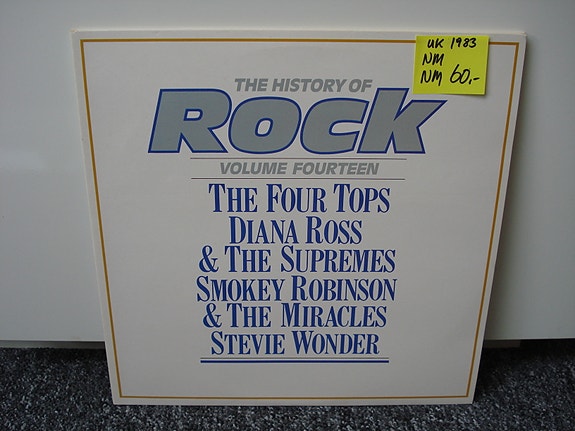 UK 1983
NM
NM 60,-
THE HISTORY OF
ROCK
VOLUME FOURTEEN
THE FOUR TOPS
DIANA ROSS
& THE SUPREMES
SMOKEY ROBINSON
& THE MIRACLES
STEVIE WONDER